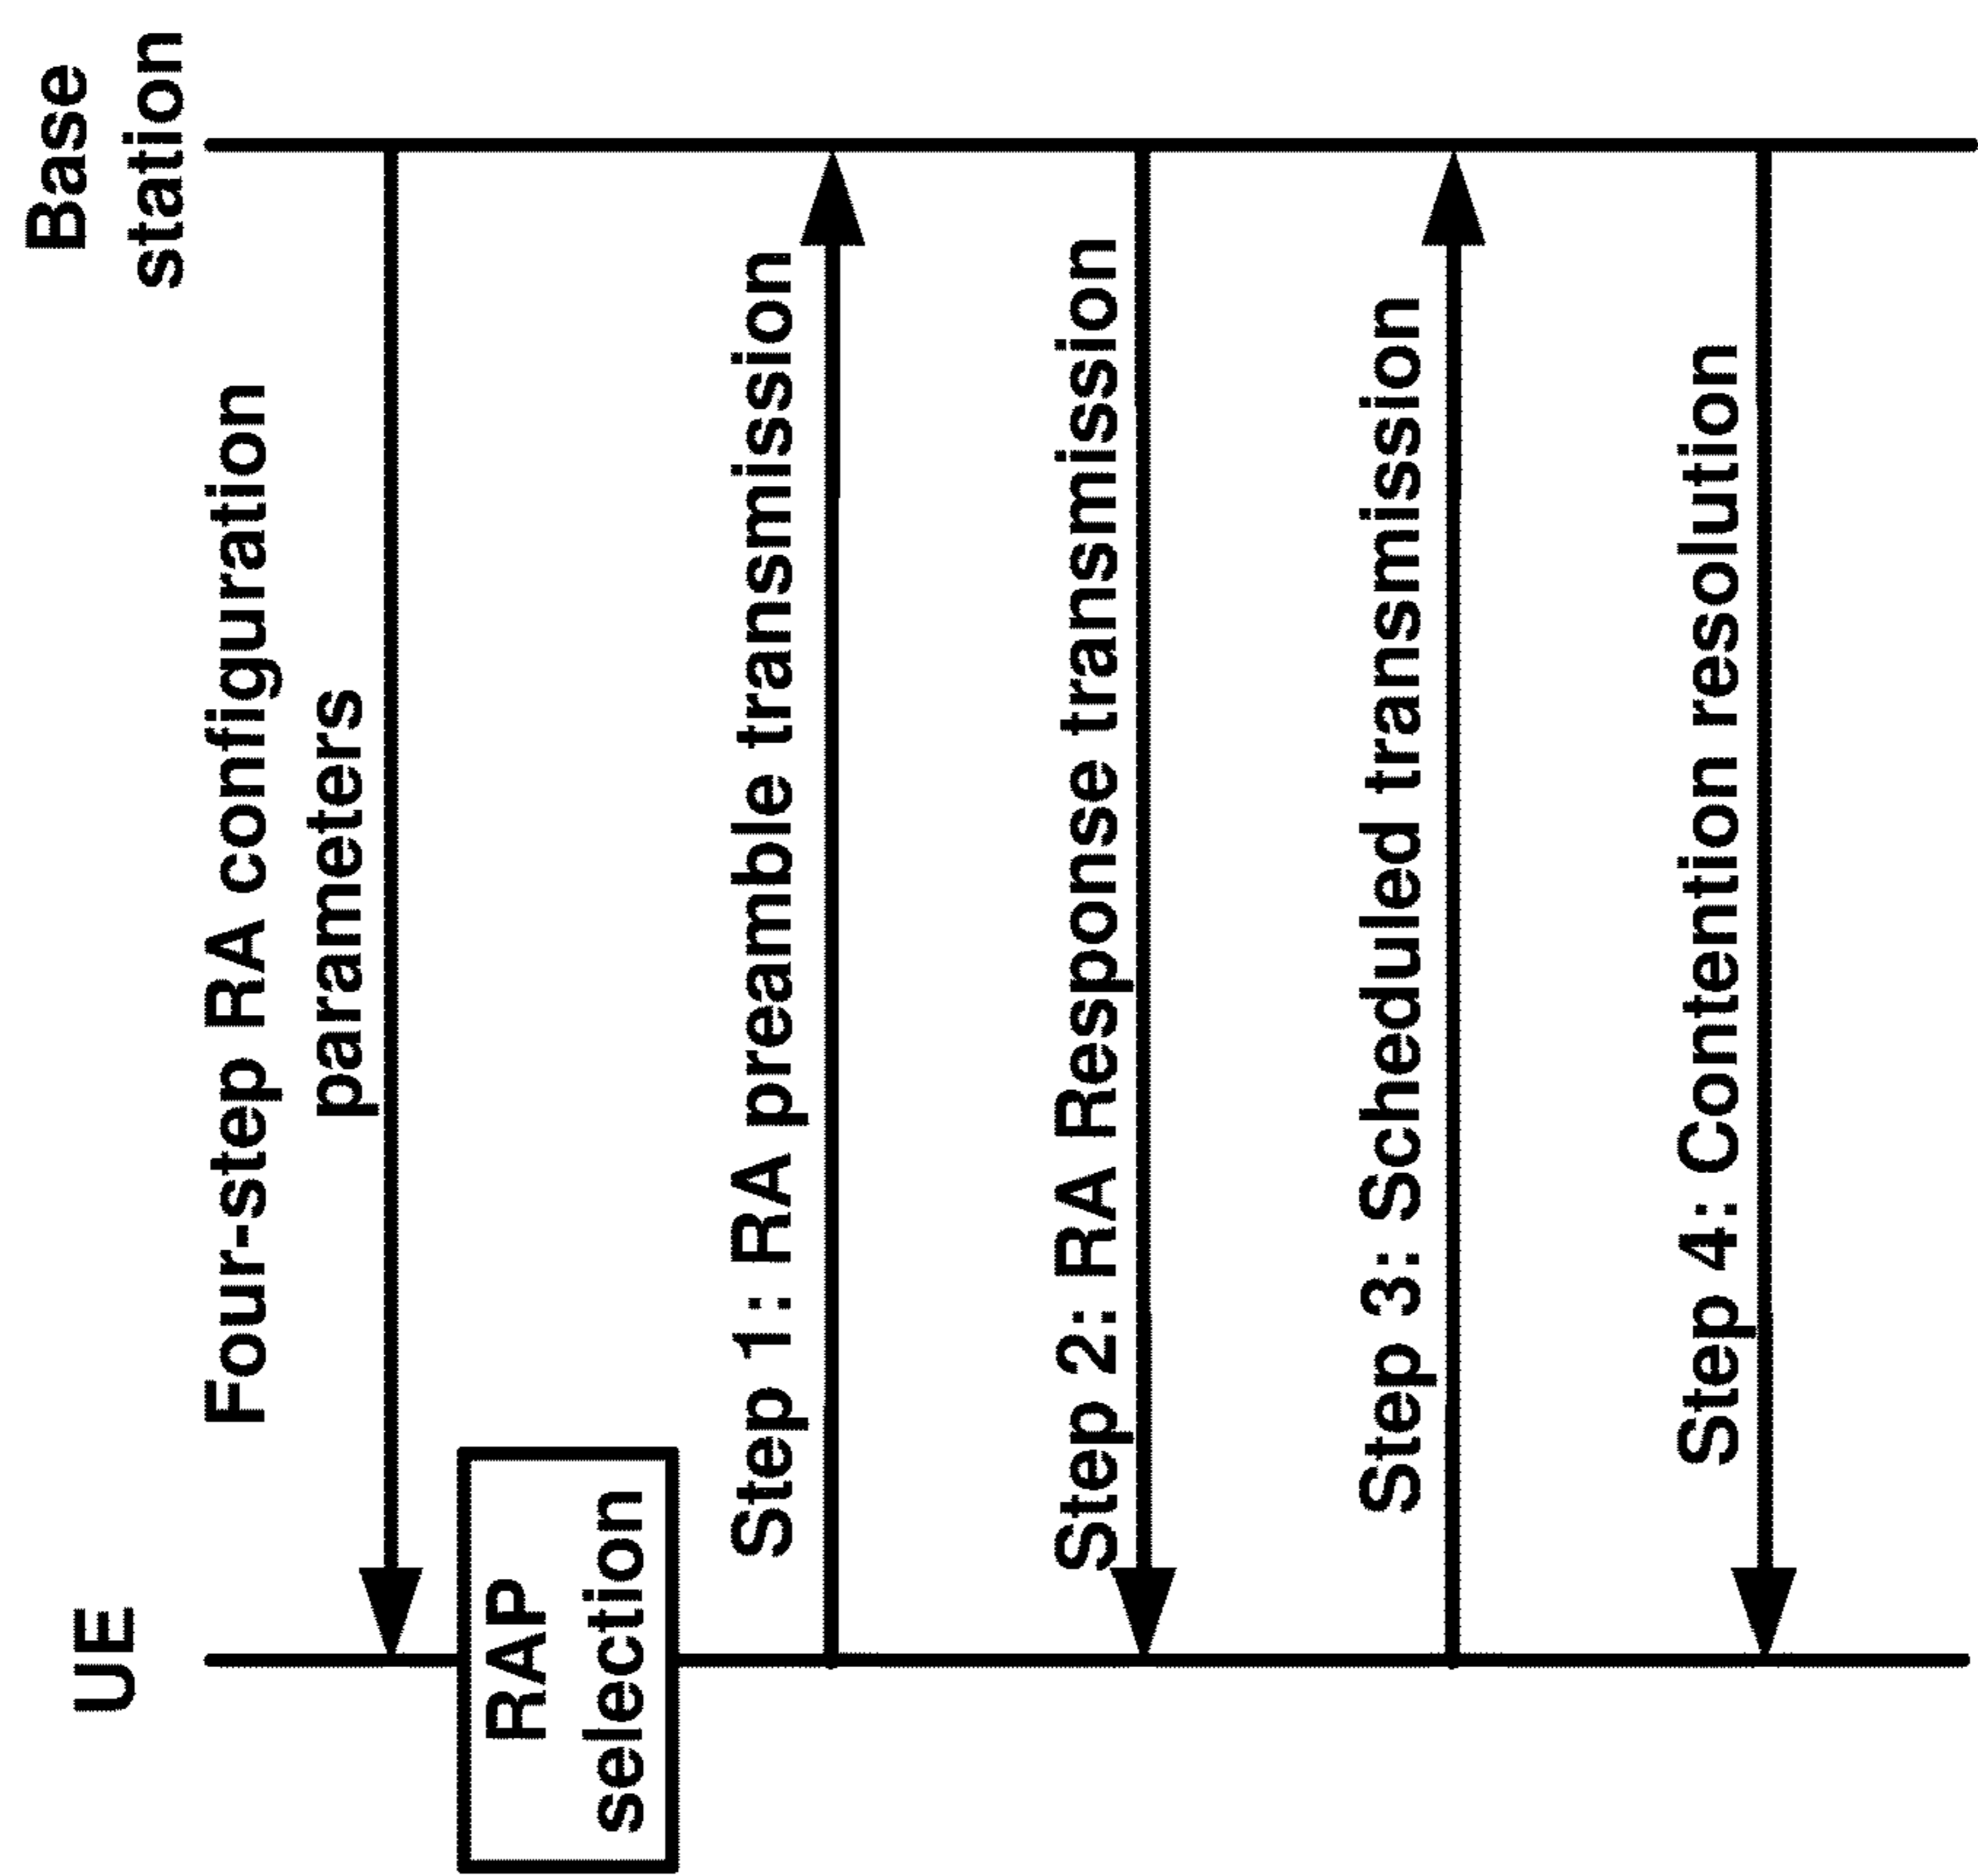 UE
Base
station
Four-step RA configuration
parameters
RAP
selection
Step 1: RA preamble transmission
Step 2: RA Response transmission
Step 3: Scheduled transmission
Step 4: Contention resolution